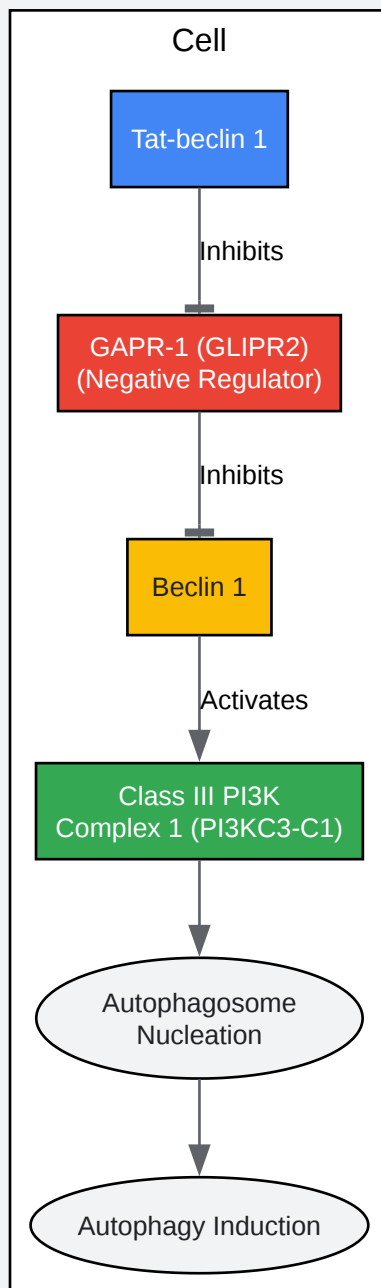 Cell
Tat-beclin 1
Inhibits
GAPR-1 (GLIPR2)
(Negative Regulator)
Inhibits
Beclin 1
Activates
Class III PI3K
Complex 1 (PI3KC3-C1)
Autophagosome
Nucleation
Autophagy Induction